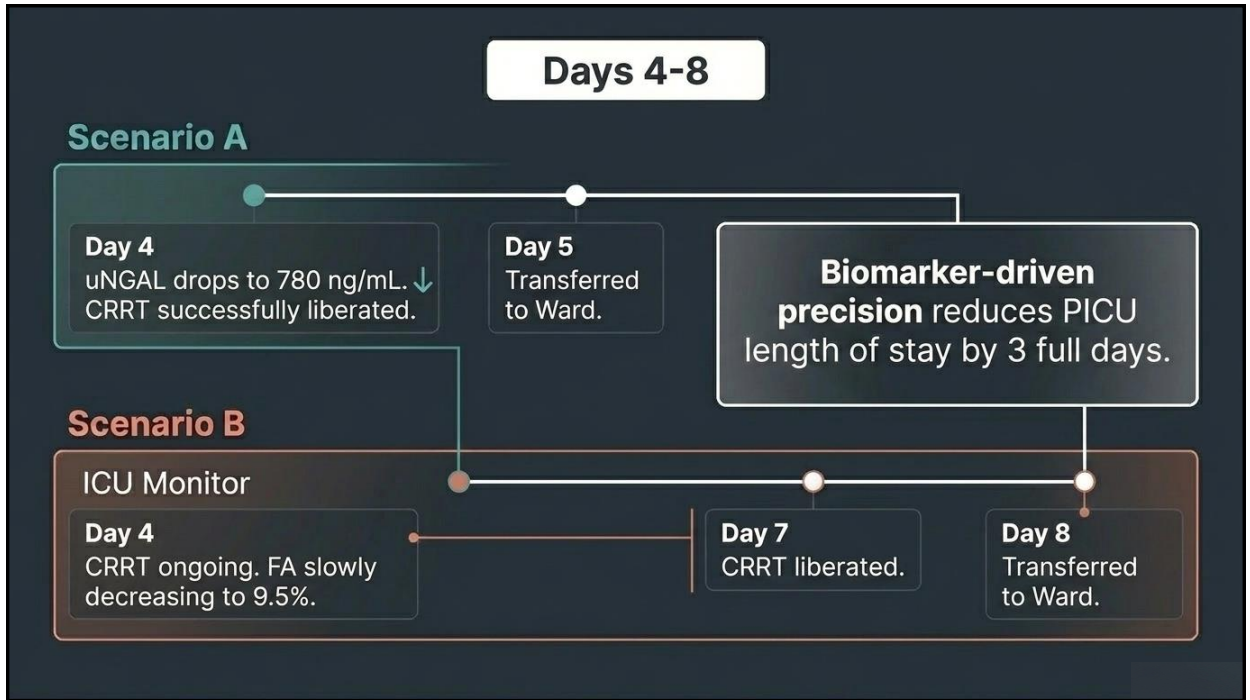 Days 4-8
Scenario A
Day 4
uNGAL drops to 780 ng/mL. ↓
CRRT successfully liberated.
Day 5
Transferred
to Ward.
Biomarker-driven
precision reduces PICU
length of stay by 3 full days.
Scenario B
ICU Monitor
Day 4
CRRT ongoing. FA slowly
decreasing to 9.5%.
Day 7
CRRT liberated.
Day 8
Transferred
to Ward.